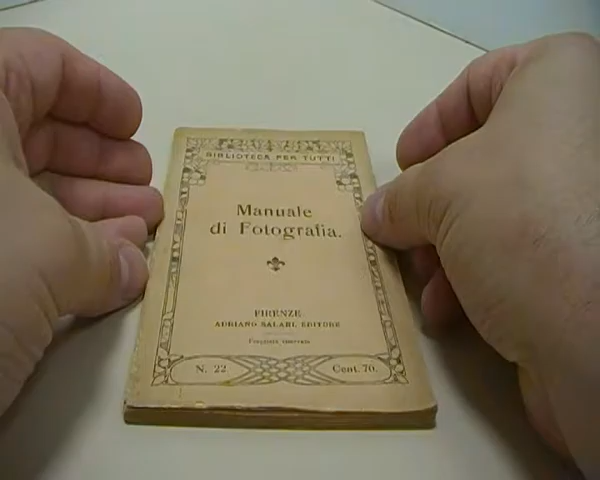 BIBLIOTECA PER TUTTI
Manuale
di Fotografia.
FIRENZE
ADRIANO SALANI, EDITORE
N. 22
Cent. 70.